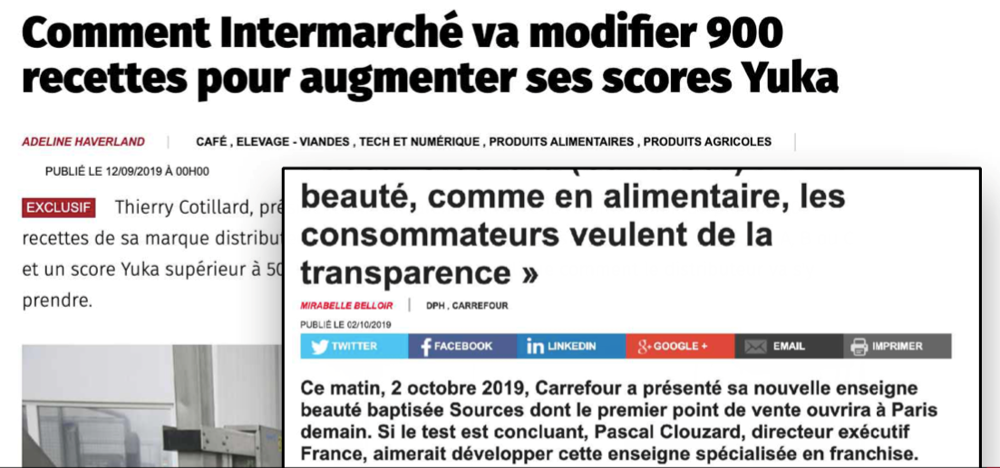 Comment Intermarché va modifier 900
recettes pour augmenter ses scores Yuka
ADELINE HAVERLAND | CAFÉ , ELEVAGE - VIANDES , TECH ET NUMÉRIQUE , PRODUITS ALIMENTAIRES , PRODUITS AGRICOLES |
PUBLIÉ LE 12/09/2019 À 00H00
EXCLUSIF Thierry Cotillard, pré
recettes de sa marque distribut
et un score Yuka supérieur à 50
prendre.
beauté, comme en alimentaire, les
consommateurs veulent de la
transparence »
MIRABELLE BELLOIR | DPH , CARREFOUR
PUBLIÉ LE 02/10/2019
TWITTER FACEBOOK LINKEDIN GOOGLE + EMAIL IMPRIMER
Ce matin, 2 octobre 2019, Carrefour a présenté sa nouvelle enseigne
beauté baptisée Sources dont le premier point de vente ouvrira à Paris
demain. Si le test est concluant, Pascal Clouzard, directeur exécutif
France, aimerait développer cette enseigne spécialisée en franchise.